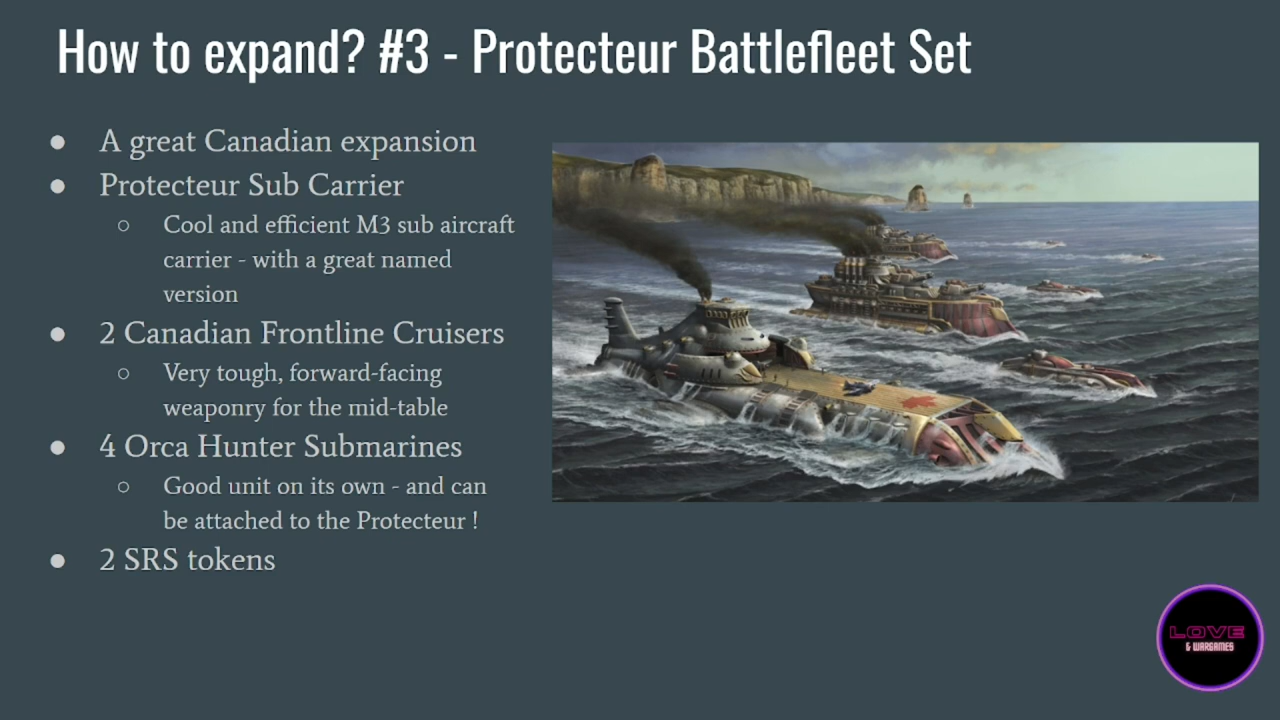 How to expand? #3 - Protecteur Battlefleet Set
● A great Canadian expansion
● Protecteur Sub Carrier
○ Cool and efficient M3 sub aircraft
carrier - with a great named
version
● 2 Canadian Frontline Cruisers
○ Very tough, forward-facing
weaponry for the mid-table
● 4 Orca Hunter Submarines
○ Good unit on its own - and can
be attached to the Protecteur !
● 2 SRS tokens
LOVE
& WARGAMES